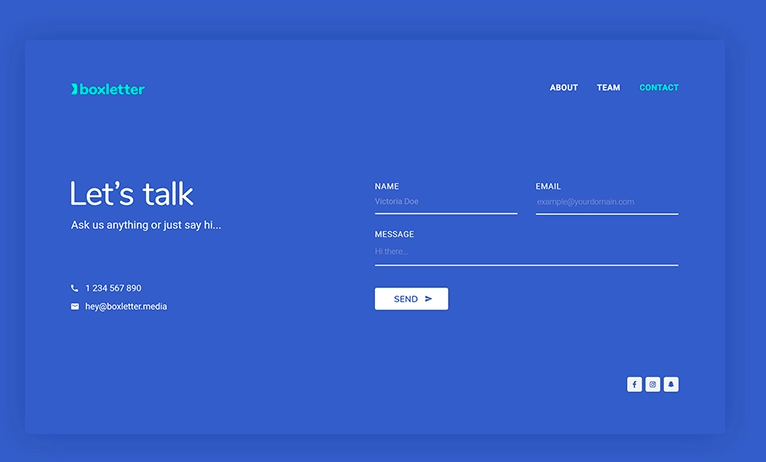 boxletter
ABOUT TEAM CONTACT
Let's talk
Ask us anything or just say hi...
1 234 567 890
hey@boxletter.media
NAME
Victoria Doe
EMAIL
example@yourdomain.com
MESSAGE
Hi there...
SEND